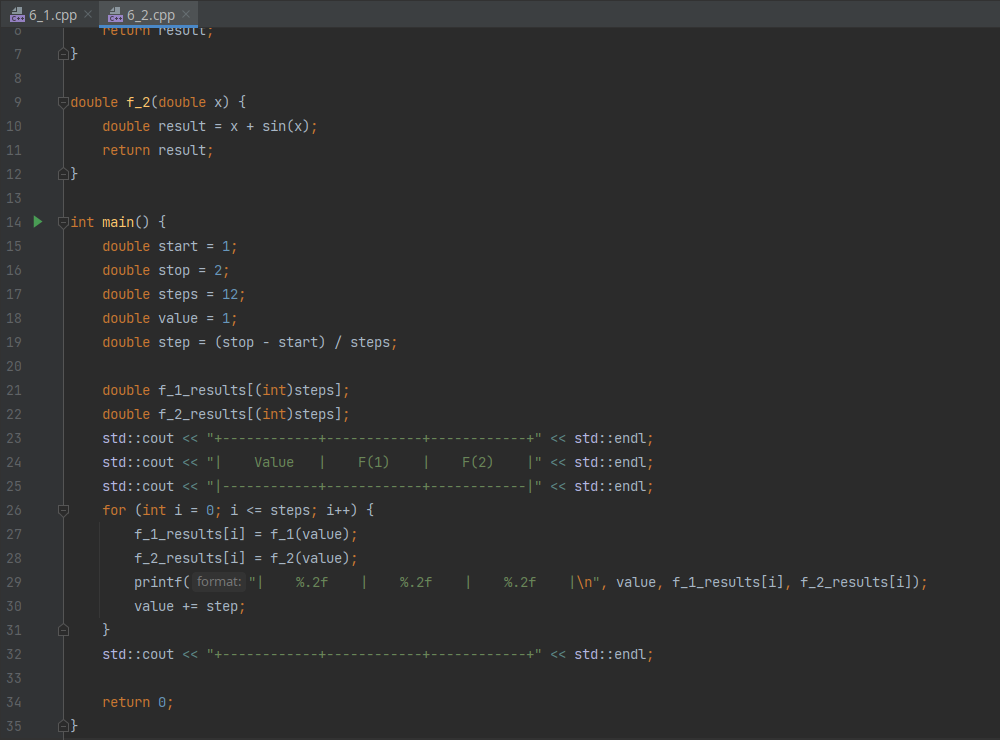 6_1.cpp 6_2.cpp
6 return result;
7 }
8
9 double f_2(double x) {
10 double result = x + sin(x);
11 return result;
12 }
13
14 int main() {
15 double start = 1;
16 double stop = 2;
17 double steps = 12;
18 double value = 1;
19 double step = (stop - start) / steps;
20
21 double f_1_results[(int)steps];
22 double f_2_results[(int)steps];
23 std::cout << "+------------+------------+------------+" << std::endl;
24 std::cout << "|    Value   |    F(1)    |    F(2)    |" << std::endl;
25 std::cout << "|------------+------------+------------|" << std::endl;
26 for (int i = 0; i <= steps; i++) {
27 f_1_results[i] = f_1(value);
28 f_2_results[i] = f_2(value);
29 printf( format: "|    %.2f    |    %.2f    |    %.2f    |\n", value, f_1_results[i], f_2_results[i]);
30 value += step;
31 }
32 std::cout << "+------------+------------+------------+" << std::endl;
33
34 return 0;
35 }